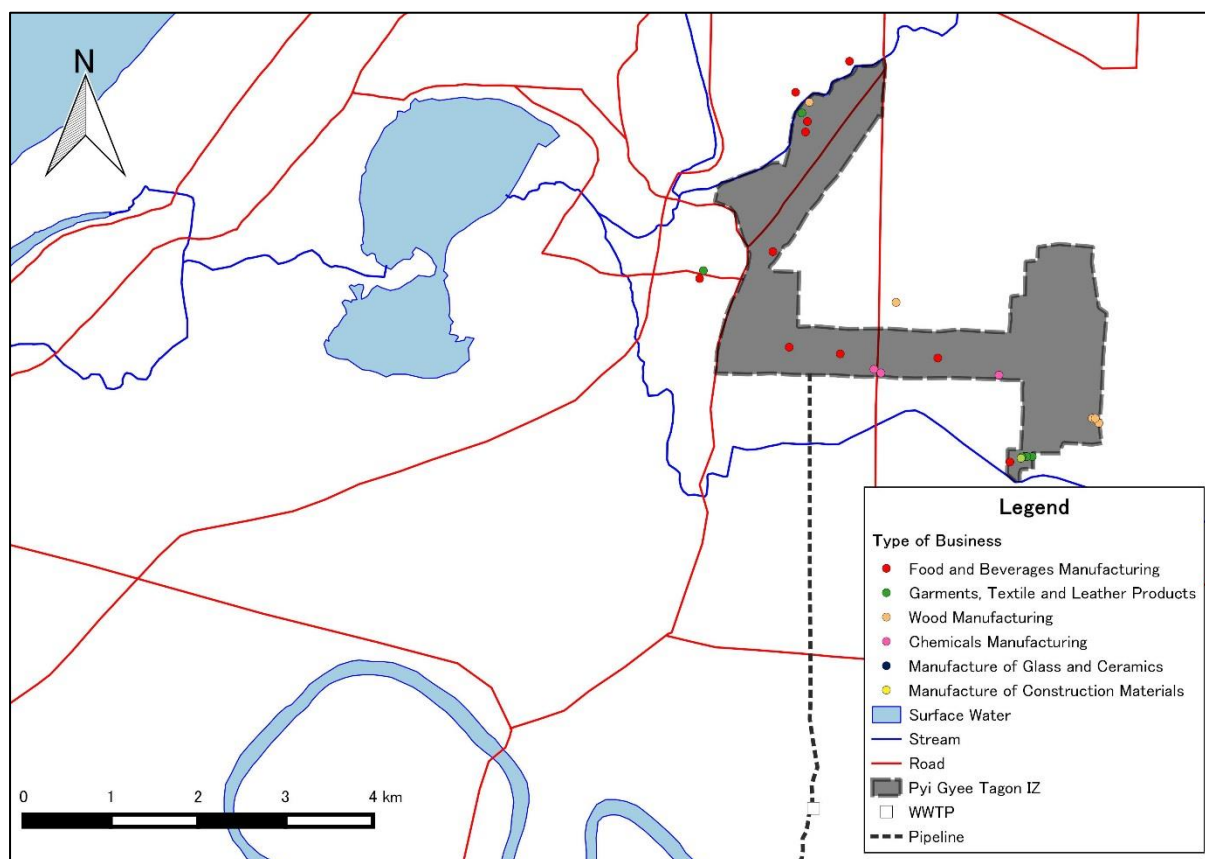 N
0 1 2 3 4 km
Legend
Type of Business
Food and Beverages Manufacturing
Garments, Textile and Leather Products
Wood Manufacturing
Chemicals Manufacturing
Manufacture of Glass and Ceramics
Manufacture of Construction Materials
Surface Water
Stream
Road
Pyi Gyee Tagon IZ
WWTP
Pipeline